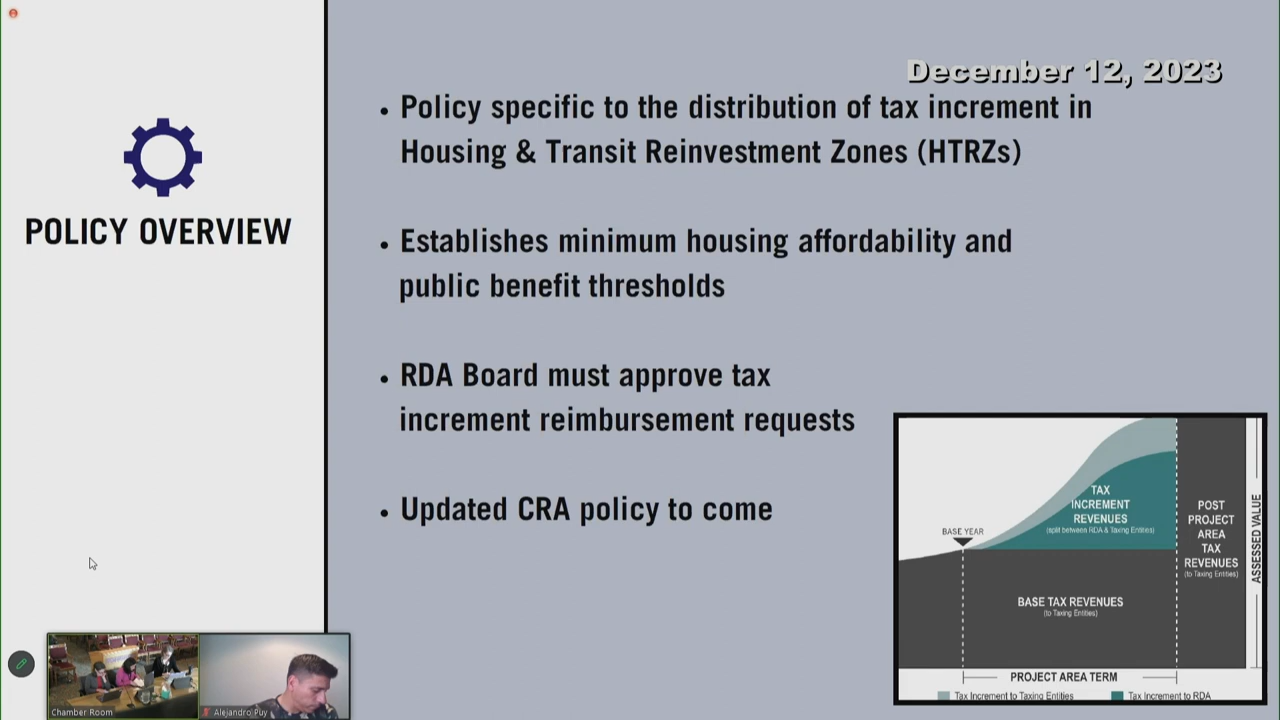 December 12, 2023
POLICY OVERVIEW
• Policy specific to the distribution of tax increment in
Housing & Transit Reinvestment Zones (HTRZs)
• Establishes minimum housing affordability and
public benefit thresholds
• RDA Board must approve tax
increment reimbursement requests
• Updated CRA policy to come
BASE YEAR
TAX
INCREMENT
REVENUES
(split between RDA & Taxing Entities)
BASE TAX REVENUES
(to Taxing Entities)
POST
PROJECT
AREA
TAX
REVENUES
(to Taxing Entities)
ASSESSED VALUE
PROJECT AREA TERM
Tax Increment to Taxing Entities
Tax Increment to RDA
Chamber Room
Alejandro Puy